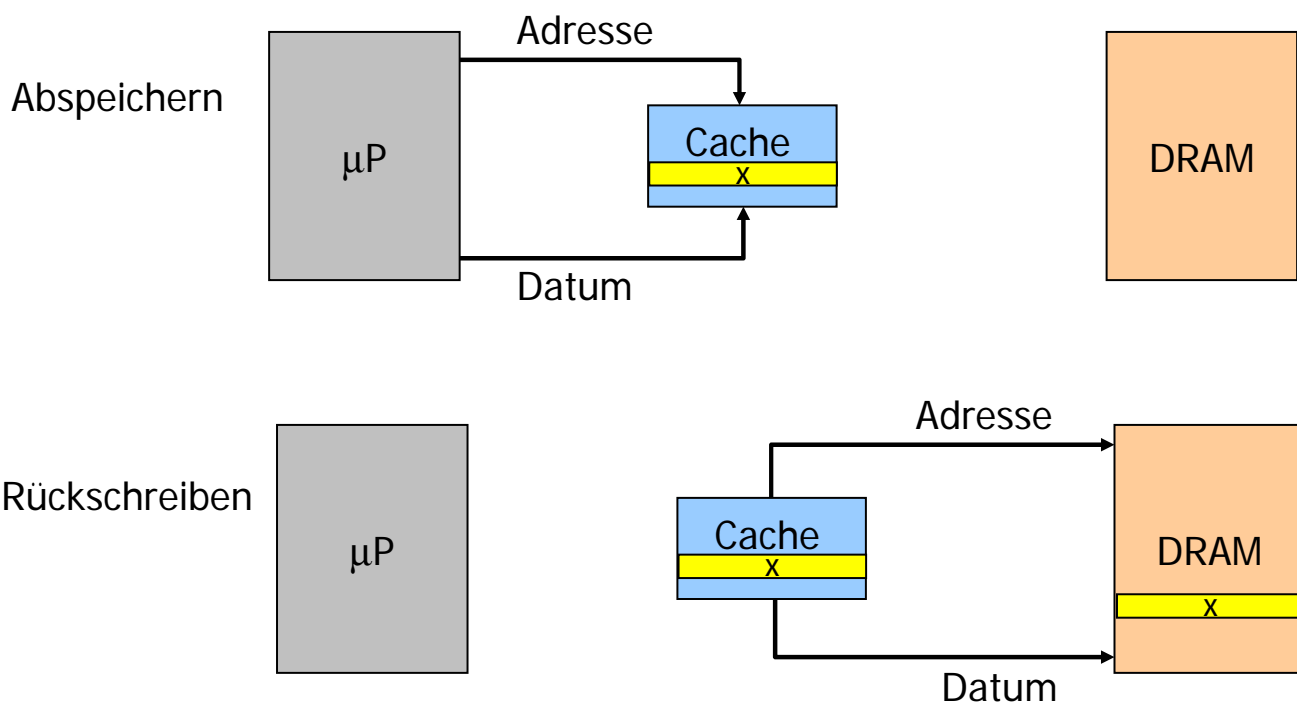 Adresse
Abspeichern
μP
Cache
x
DRAM
Datum
Adresse
Rückschreiben
μP
Cache
x
DRAM
x
Datum